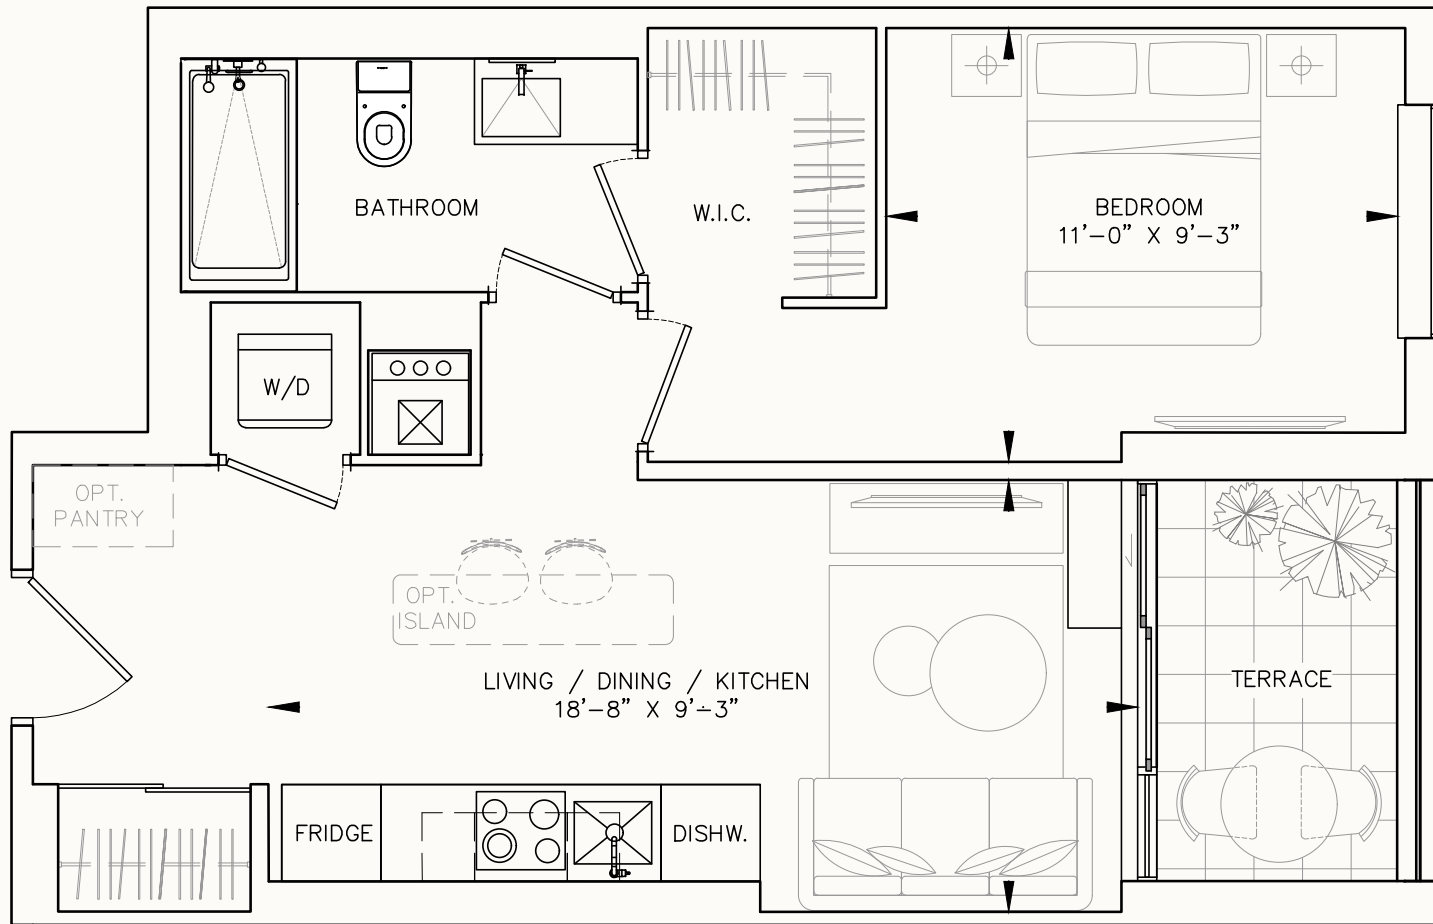 BATHROOM
W.I.C.
BEDROOM
11'-0" X 9'-3"
W/D
OPT.
PANTRY
OPT.
ISLAND
LIVING / DINING / KITCHEN
18'-8" X 9'-3"
TERRACE
FRIDGE
DISHW.